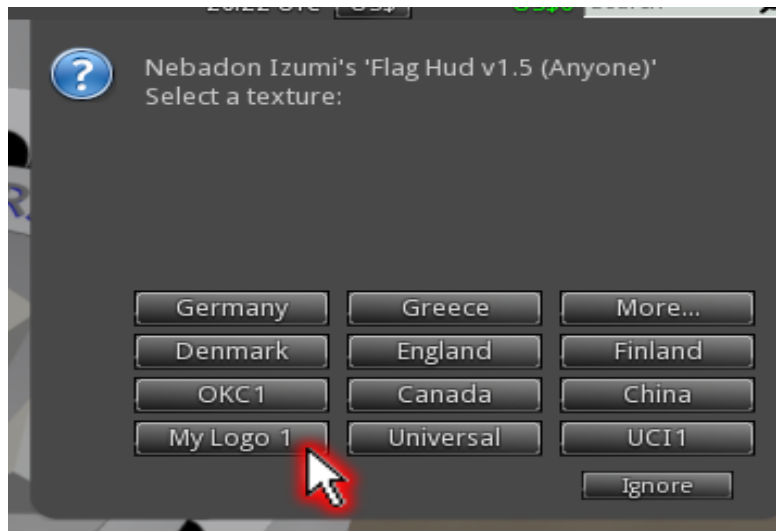 Nebadon Izumi's 'Flag Hud v1.5 (Anyone)'
Select a texture:
Germany Greece More...
Denmark England Finland
OKC1 Canada China
My Logo 1 Universal UCI1
Ignore